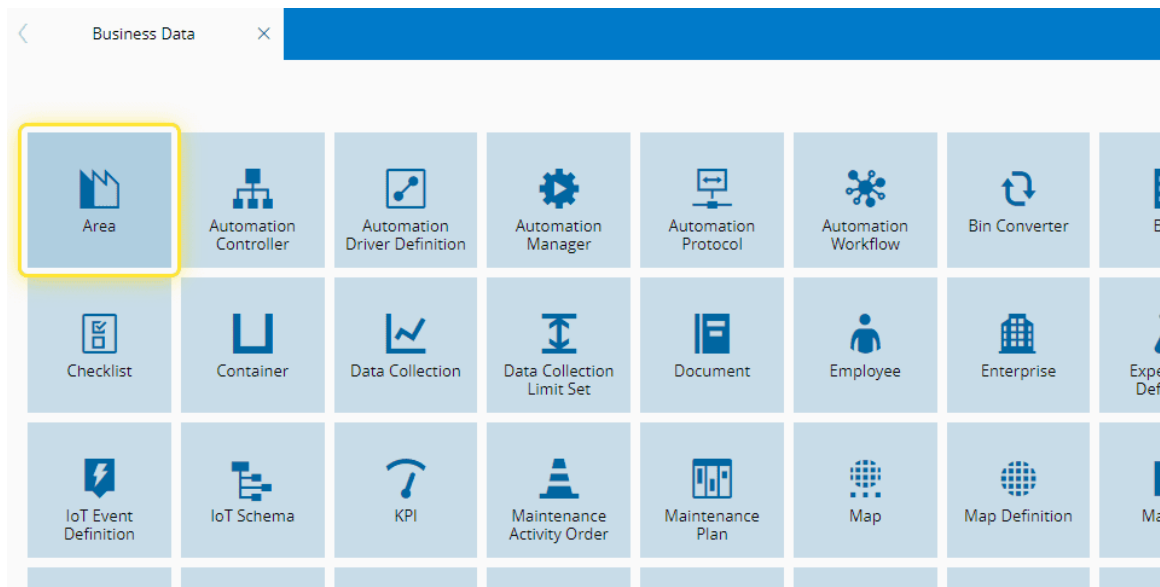 Business Data
Area
Automation
Controller
Automation
Driver Definition
Automation
Manager
Automation
Protocol
Automation
Workflow
Bin Converter
Checklist
Container
Data Collection
Data Collection
Limit Set
Document
Employee
Enterprise
IoT Event
Definition
IoT Schema
KPI
Maintenance
Activity Order
Maintenance
Plan
Map
Map Definition